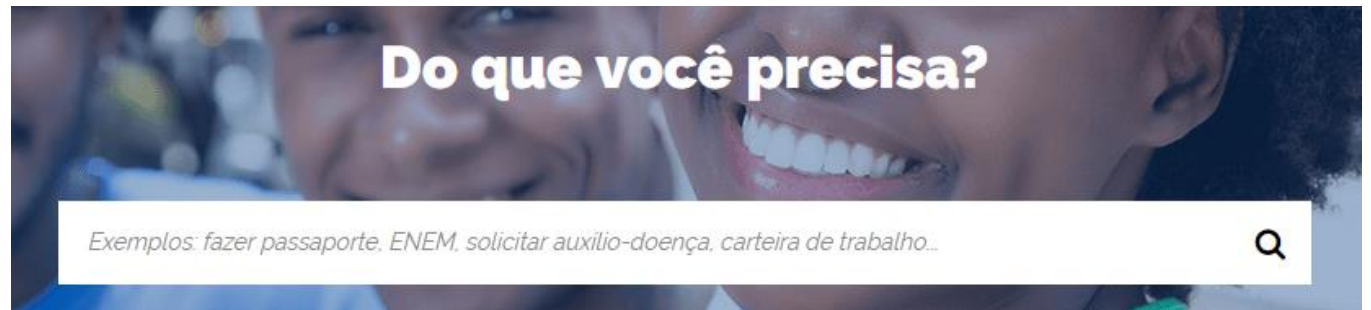 Do que você precisa?
Exemplos: fazer passaporte, ENEM, solicitar auxílio-doença, carteira de trabalho...